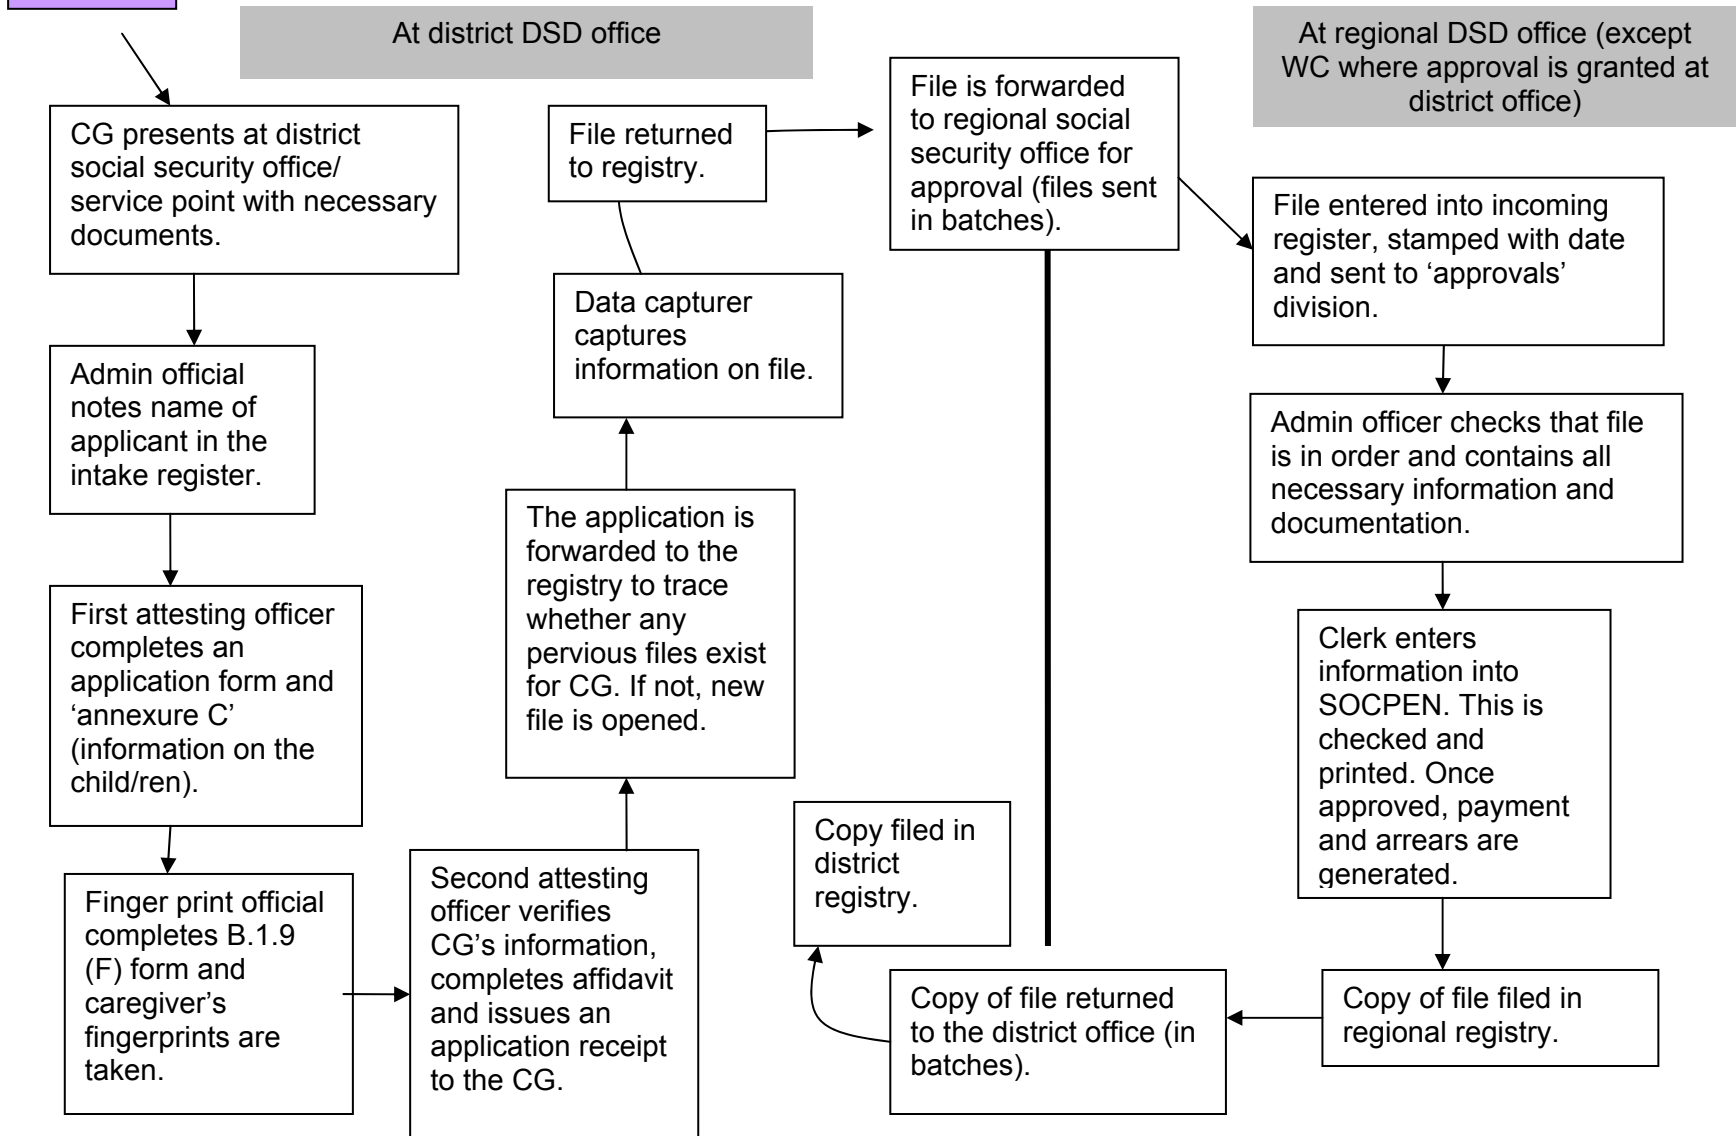 At district DSD office
At regional DSD office (except
WC where approval is granted at
district office)
CG presents at district
social security office/
service point with necessary
documents.
Admin official
notes name of
applicant in the
intake register.
First attesting officer
completes an
application form and
‘annexure C’
(information on the
child/ren).
Finger print official
completes B.1.9
(F) form and
caregiver’s
fingerprints are
taken.
Second attesting
officer verifies
CG’s information,
completes affidavit
and issues an
application receipt
to the CG.
The application is
forwarded to the
registry to trace
whether any
pervious files exist
for CG. If not, new
file is opened.
Data capturer
captures
information on file.
File returned
to registry.
File is forwarded
to regional social
security office for
approval (files sent
in batches).
File entered into incoming
register, stamped with date
and sent to ‘approvals’
division.
Admin officer checks that file
is in order and contains all
necessary information and
documentation.
Clerk enters
information into
SOCPEN. This is
checked and
printed. Once
approved, payment
and arrears are
generated.
Copy of file filed in
regional registry.
Copy of file returned
to the district office (in
batches).
Copy filed in
district
registry.